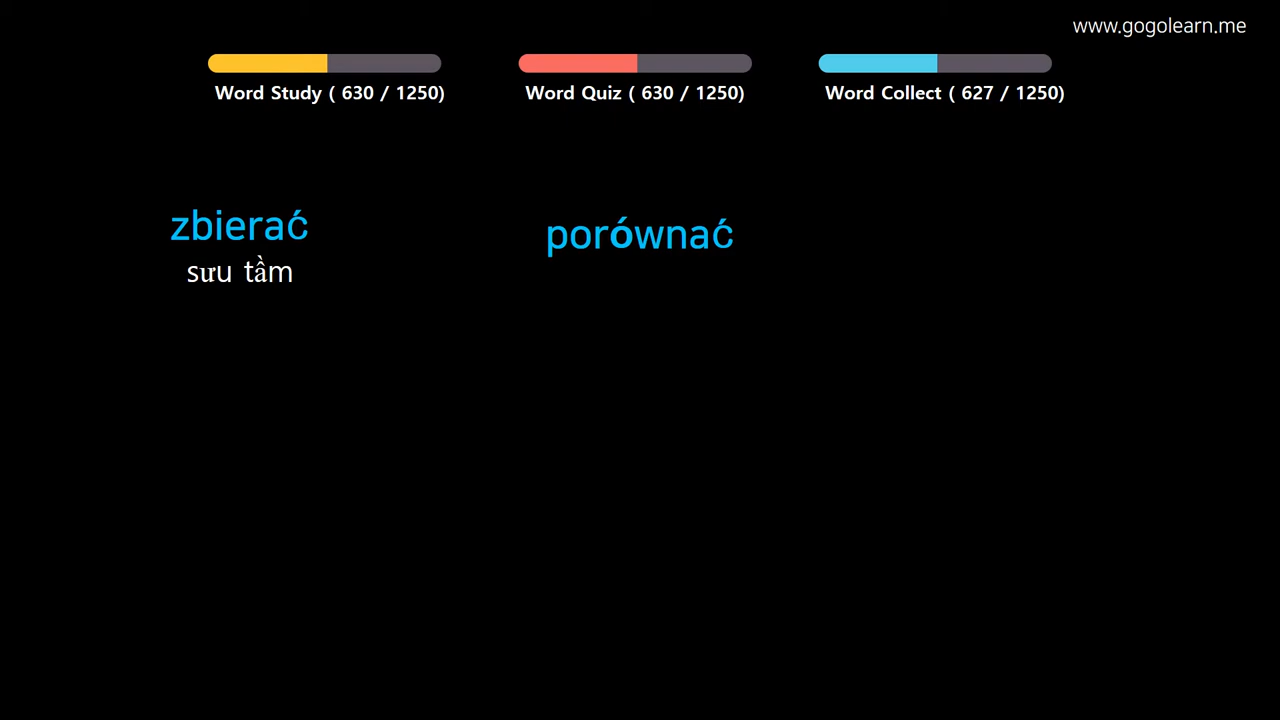 www.gogolearn.me
Word Study ( 630 / 1250)
Word Quiz ( 630 / 1250)
Word Collect ( 627 / 1250)
zbierać
sưu tầm
porównać